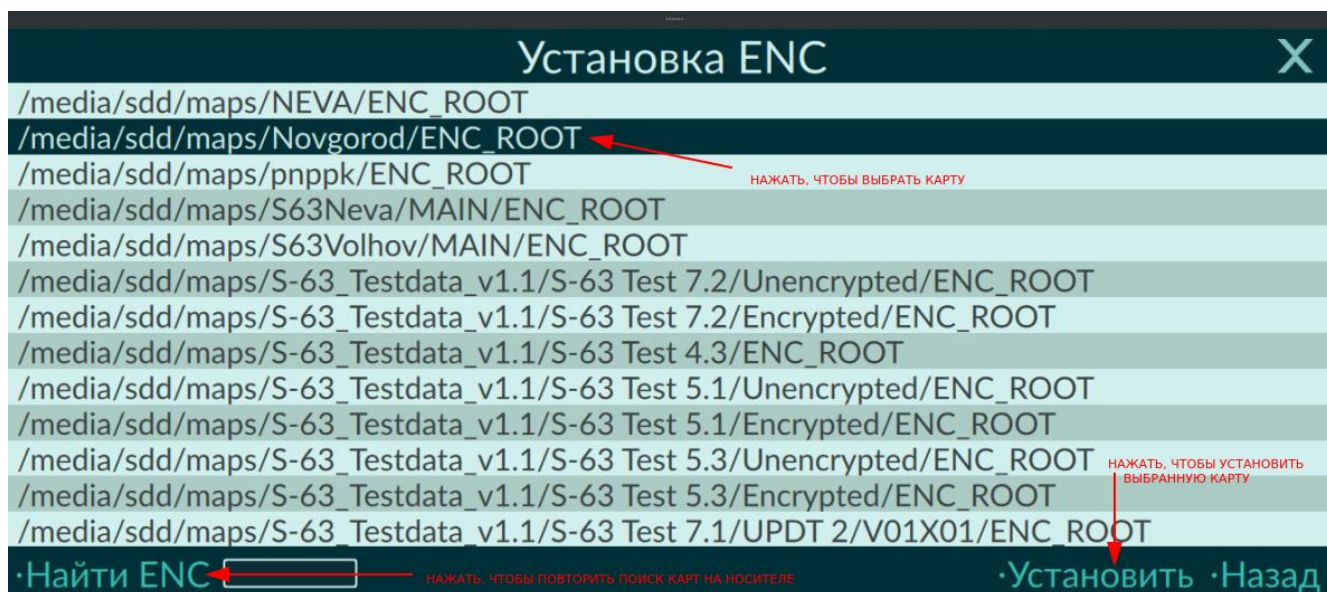 Установка ENC X
/media/sdd/maps/NEVA/ENC_ROOT
/media/sdd/maps/Novgorod/ENC_ROOT
/media/sdd/maps/pnppk/ENC_ROOT
НАЖАТЬ, ЧТОБЫ ВЫБРАТЬ КАРТУ
/media/sdd/maps/S63Neva/MAIN/ENC_ROOT
/media/sdd/maps/S63Volhov/MAIN/ENC_ROOT
/media/sdd/maps/S-63_Testdata_v1.1/S-63 Test 7.2/Unencrypted/ENC_ROOT
/media/sdd/maps/S-63_Testdata_v1.1/S-63 Test 7.2/Encrypted/ENC_ROOT
/media/sdd/maps/S-63_Testdata_v1.1/S-63 Test 4.3/ENC_ROOT
/media/sdd/maps/S-63_Testdata_v1.1/S-63 Test 5.1/Unencrypted/ENC_ROOT
/media/sdd/maps/S-63_Testdata_v1.1/S-63 Test 5.1/Encrypted/ENC_ROOT
/media/sdd/maps/S-63_Testdata_v1.1/S-63 Test 5.3/Unencrypted/ENC_ROOT
НАЖАТЬ, ЧТОБЫ УСТАНОВИТЬ
ВЫБРАННУЮ КАРТУ
/media/sdd/maps/S-63_Testdata_v1.1/S-63 Test 5.3/Encrypted/ENC_ROOT
/media/sdd/maps/S-63_Testdata_v1.1/S-63 Test 7.1/UPDT 2/V01X01/ENC_ROOT
·Найти ENC
НАЖАТЬ, ЧТОБЫ ПОВТОРИТЬ ПОИСК КАРТ НА НОСИТЕЛЕ
·Установить ·Назад